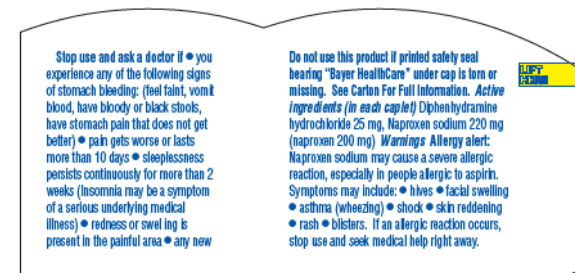 Stop use and ask a doctor if ● you
experience any of the following signs
of stomach bleeding: (feel faint, vomit
blood, have bloody or black stools,
have stomach pain that does not get
better) ● pain gets worse or lasts
more than 10 days ● sleeplessness
persists continuously for more than 2
weeks (Insomnia may be a symptom
of a serious underlying medical
illness) ● redness or swel ing is
present in the painful area ● any new
Do not use this product if printed safety seal
bearing “Bayer HealthCare” under cap is torn or
missing. See Carton For Full Information. Active
ingredients (in each caplet) Diphenhydramine
hydrochloride 25 mg, Naproxen sodium 220 mg
(naproxen 200 mg) Warnings Allergy alert:
Naproxen sodium may cause a severe allergic
reaction, especially in people allergic to aspirin.
Symptoms may include: ● hives ● facial swelling
● asthma (wheezing) ● shock ● skin reddening
● rash ● blisters. If an allergic reaction occurs,
stop use and seek medical help right away.
LIFT